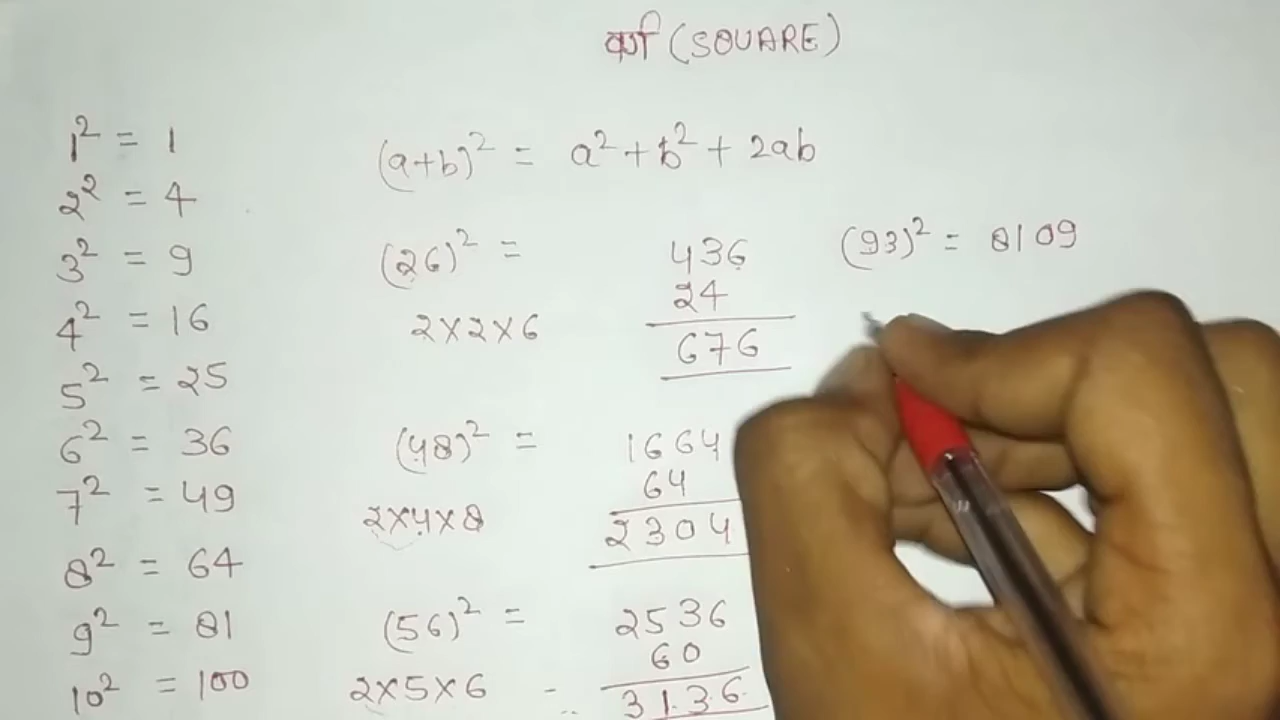 वर्ग (SQUARE)
1² = 1
2² = 4
3² = 9
4² = 16
5² = 25
6² = 36
7² = 49
8² = 64
9² = 81
10² = 100
(a+b)² = a² + b² + 2ab
(26)² = 436
2×2×6 24
676
(48)² = 1664
2×4×8 64
2304
(56)² = 2536
60
2×5×6 = 3136
(93)² = 8109